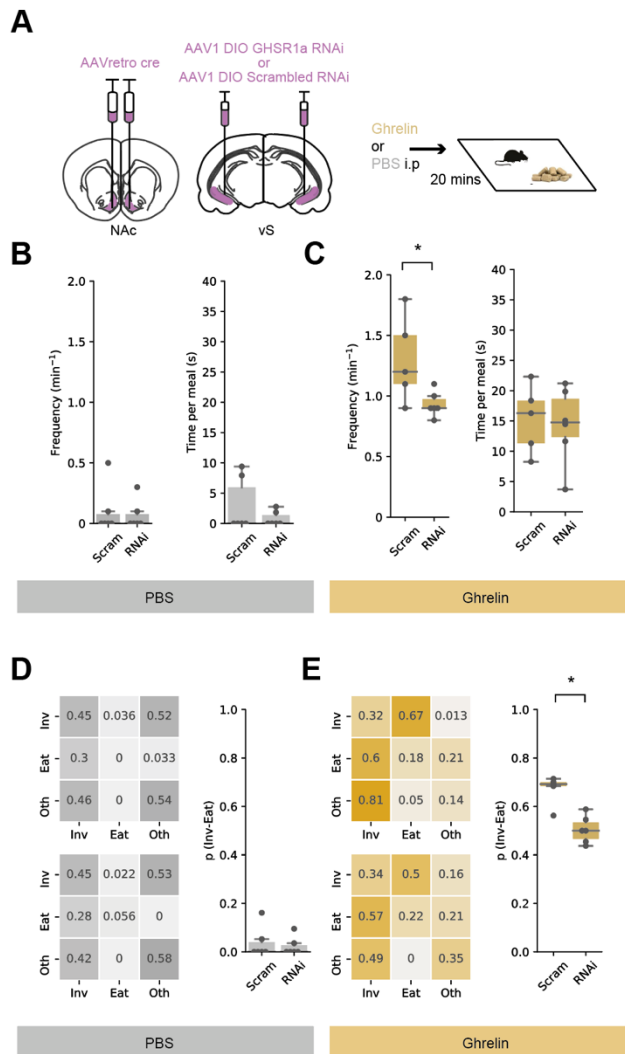 A
AAVretro cre
AAV1 DIO GHSR1a RNAi
or
AAV1 DIO Scrambled RNAi
NAc
vS
Ghrelin
or
PBS i.p
20 mins
B
Frequency (min⁻¹)
2.0
1.5
1.0
0.5
0.0
Scram
RNAi
Time per meal (s)
40
35
30
25
20
15
10
5
0
Scram
RNAi
PBS
C
*
Frequency (min⁻¹)
2.0
1.5
1.0
0.5
0.0
Scram
RNAi
Time per meal (s)
40
35
30
25
20
15
10
5
0
Scram
RNAi
Ghrelin
D
Inv 0.45 0.036 0.52
Eat 0.3 0 0.033
Oth 0.46 0 0.54
Inv Eat Oth
Inv 0.45 0.022 0.53
Eat 0.28 0.056 0
Oth 0.42 0 0.58
Inv Eat Oth
p (Inv-Eat)
1.0
0.8
0.6
0.4
0.2
0.0
Scram
RNAi
PBS
E
Inv 0.32 0.67 0.013
Eat 0.6 0.18 0.21
Oth 0.81 0.05 0.14
Inv Eat Oth
Inv 0.34 0.5 0.16
Eat 0.57 0.22 0.21
Oth 0.49 0 0.35
Inv Eat Oth
*
p (Inv-Eat)
1.0
0.8
0.6
0.4
0.2
0.0
Scram
RNAi
Ghrelin